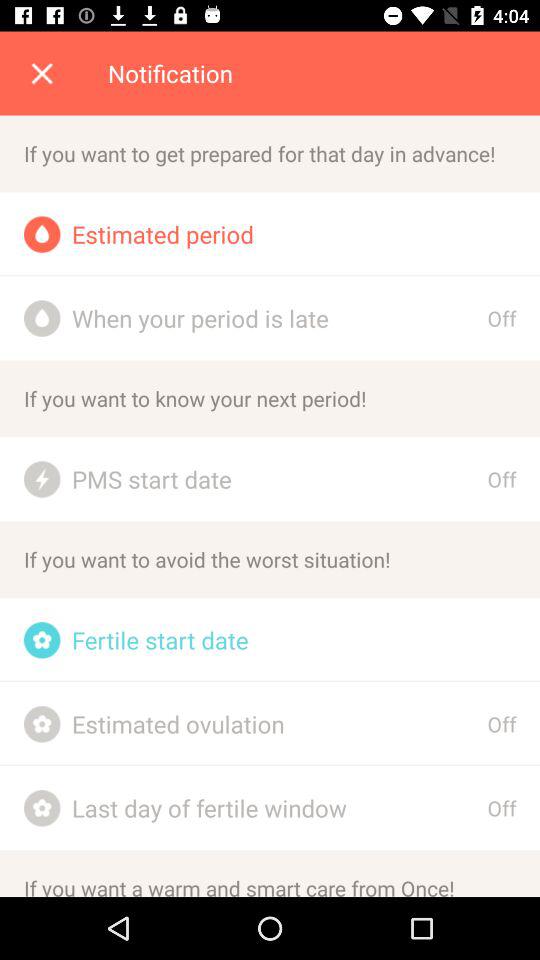 4:04
Notification
If you want to get prepared for that day in advance!
Estimated period
When your period is late Off
If you want to know your next period!
PMS start date Off
If you want to avoid the worst situation!
Fertile start date
Estimated ovulation Off
Last day of fertile window Off
If you want a warm and smart care from Once!